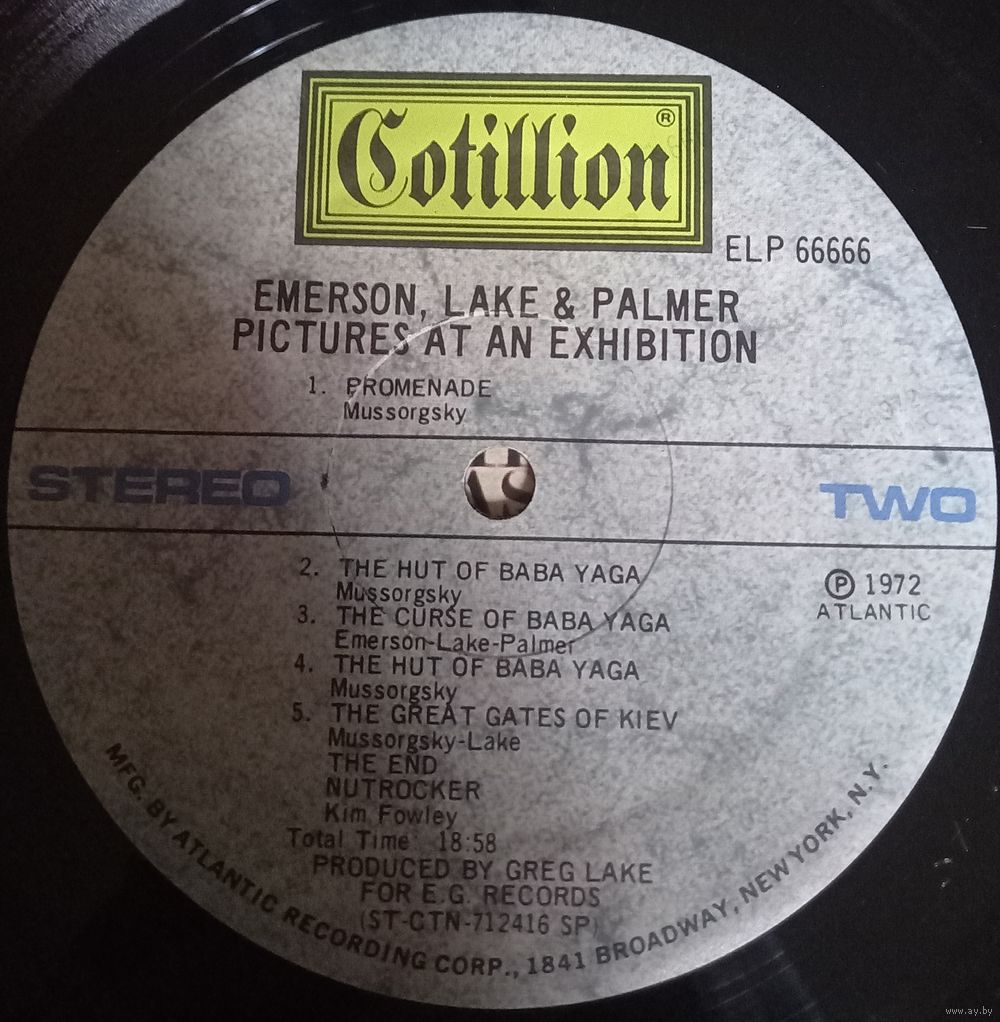 Cotillion®
ELP 66666
EMERSON, LAKE & PALMER
PICTURES AT AN EXHIBITION
1. PROMENADE
Mussorgsky
STEREO
TWO
2. THE HUT OF BABA YAGA
Mussorgsky
3. THE CURSE OF BABA YAGA
Emerson-Lake-Palmer
4. THE HUT OF BABA YAGA
Mussorgsky
5. THE GREAT GATES OF KIEV
Mussorgsky-Lake
THE END
NUTROCKER
Kim Fowley
Total Time: 18:58
PRODUCED BY GREG LAKE
FOR E.G. RECORDS
(ST-CTN-712416 SP)
℗ 1972
ATLANTIC
MFG. BY ATLANTIC RECORDING CORP., 1841 BROADWAY, NEW YORK, N.Y.
www.ay.by